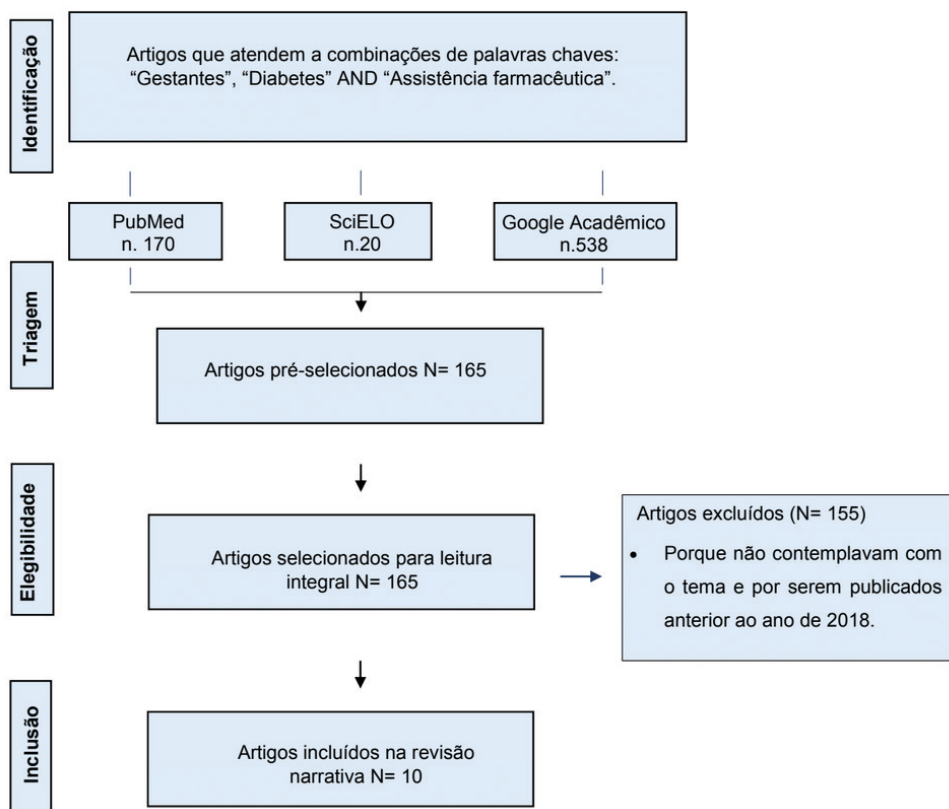 Identificação
Artigos que atendem a combinações de palavras chaves:
“Gestantes”, “Diabetes” AND “Assistência farmacêutica”.
PubMed
n. 170
SciELO
n.20
Google Acadêmico
n.538
Triagem
Artigos pré-selecionados N= 165
Elegibilidade
Artigos selecionados para leitura
integral N= 165
Artigos excluídos (N= 155)
• Porque não contemplavam com
o tema e por serem publicados
anterior ao ano de 2018.
Inclusão
Artigos incluídos na revisão
narrativa N= 10